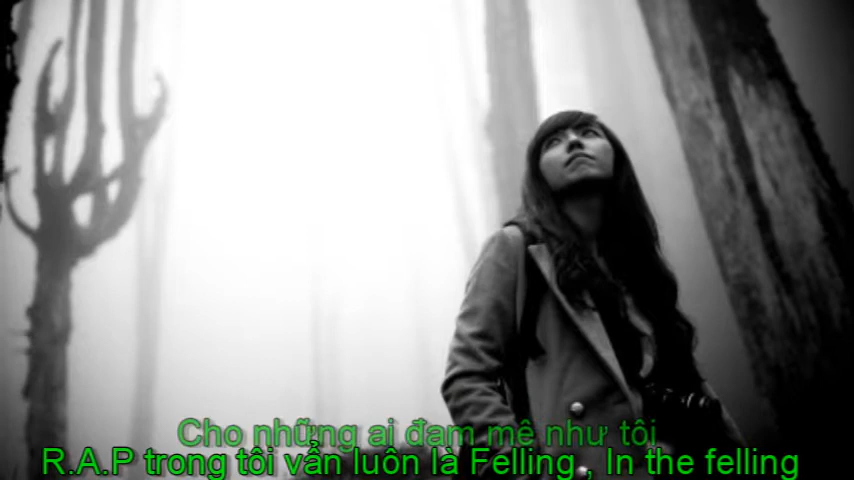 Cho những ai đam mê như tôi
R.A.P trong tôi vẫn luôn là Felling , In the felling